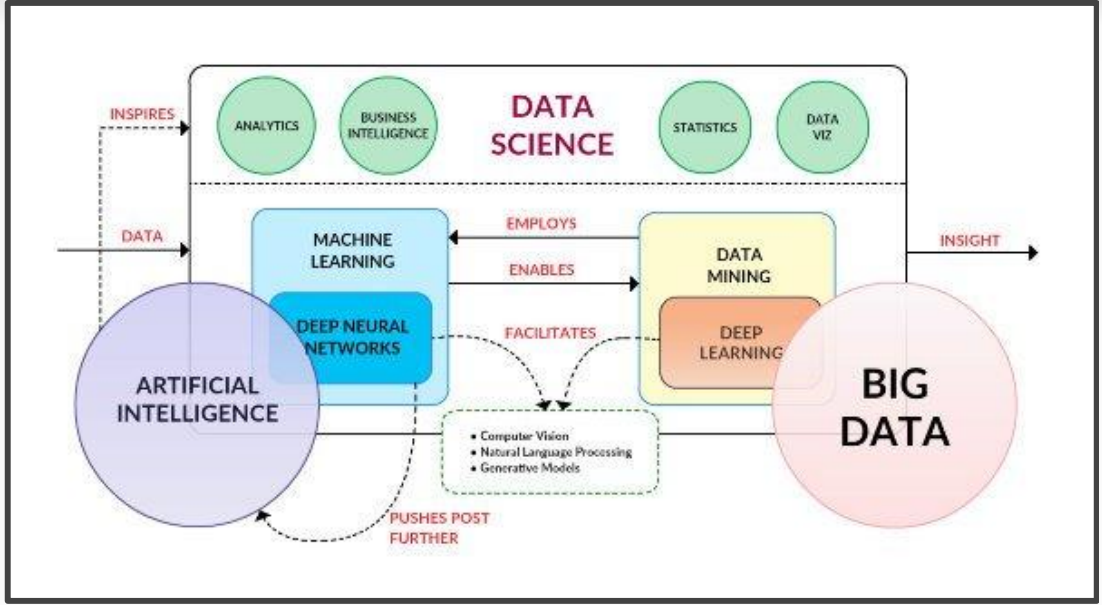 INSPIRES
ANALYTICS
BUSINESS
INTELLIGENCE
DATA
SCIENCE
STATISTICS
DATA
VIZ
DATA
MACHINE
LEARNING
EMPLOYS
ENABLES
DATA
MINING
INSIGHT
DEEP NEURAL
NETWORKS
FACILITATES
DEEP
LEARNING
ARTIFICIAL
INTELLIGENCE
BIG
DATA
• Computer Vision
• Natural Language Processing
• Generative Models
PUSHES POST
FURTHER